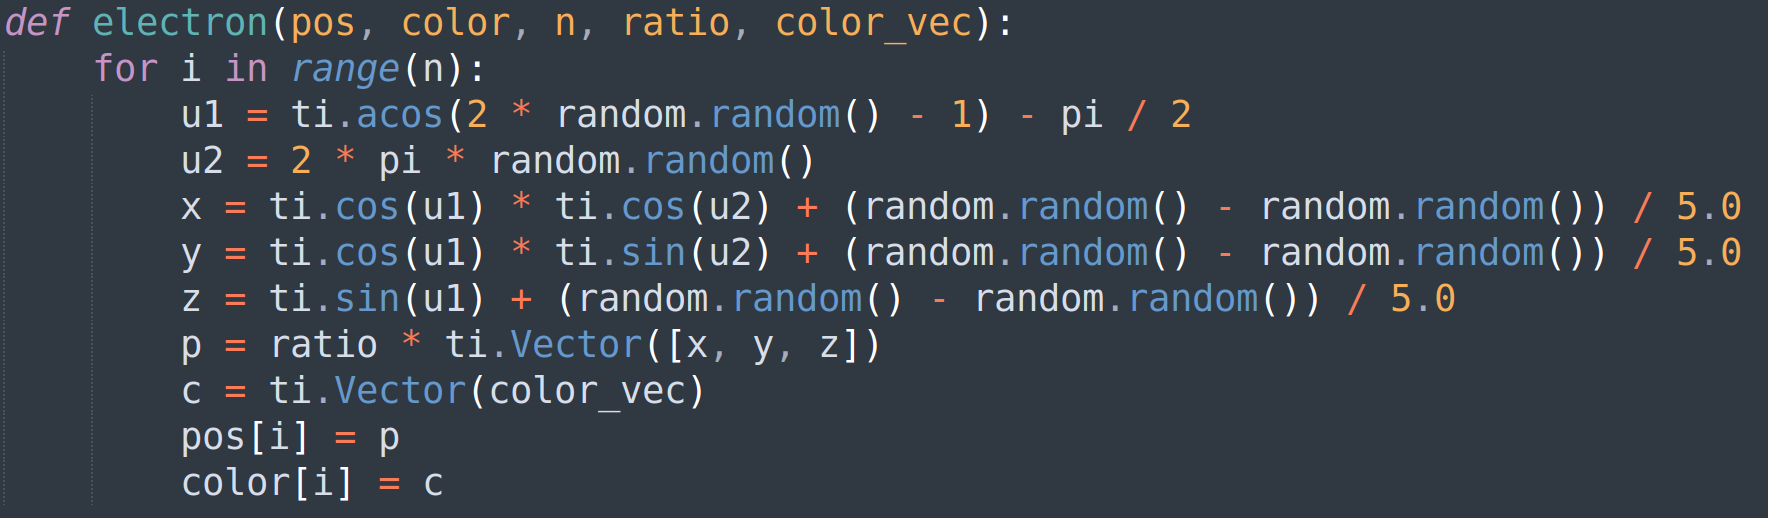 def electron(pos, color, n, ratio, color_vec):
    for i in range(n):
        u1 = ti.acos(2 * random.random() - 1) - pi / 2
        u2 = 2 * pi * random.random()
        x = ti.cos(u1) * ti.cos(u2) + (random.random() - random.random()) / 5.0
        y = ti.cos(u1) * ti.sin(u2) + (random.random() - random.random()) / 5.0
        z = ti.sin(u1) + (random.random() - random.random()) / 5.0
        p = ratio * ti.Vector([x, y, z])
        c = ti.Vector(color_vec)
        pos[i] = p
        color[i] = c